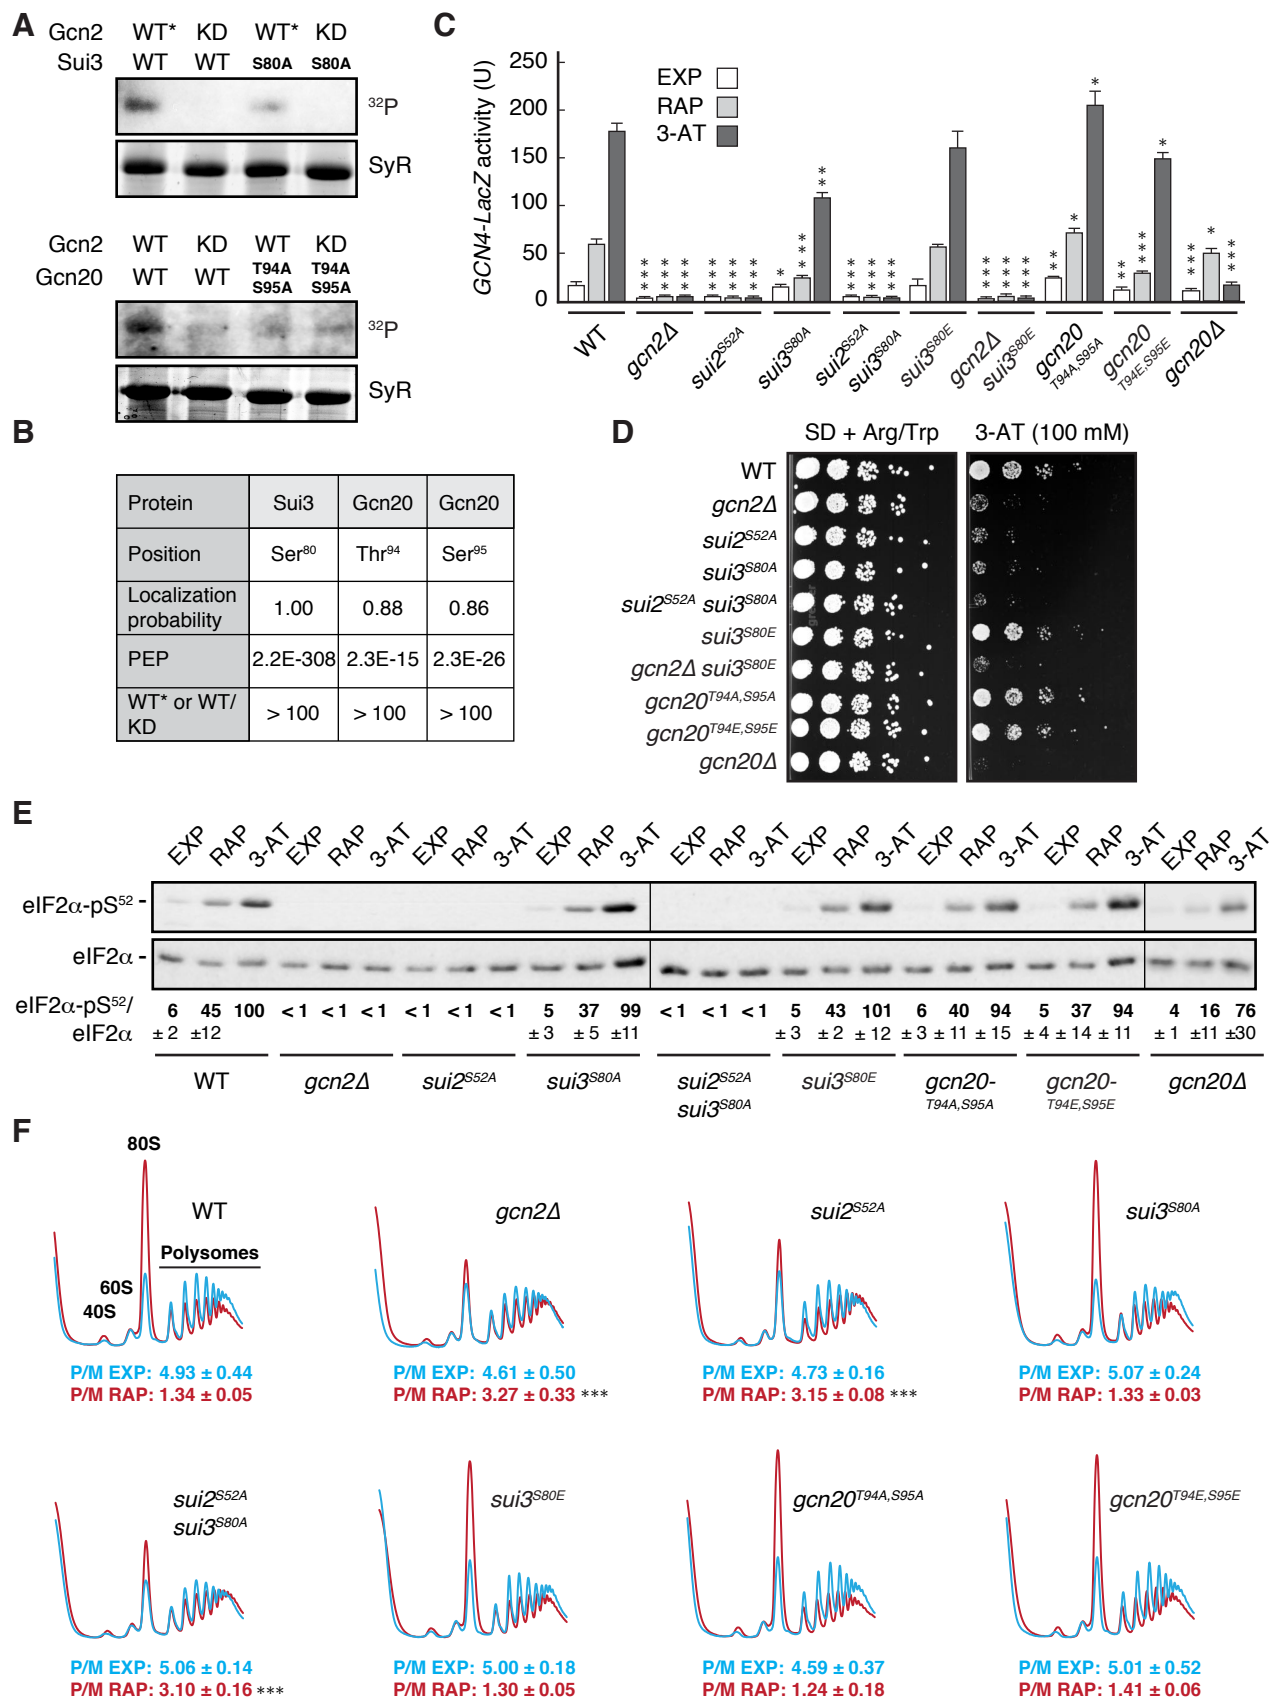 A
Gcn2 WT* KD WT* KD
Sui3 WT WT S80A S80A
32P
SyR
Gcn2 WT KD WT KD
Gcn20 WT WT T94A S95A T94A S95A
32P
SyR
B
Protein Sui3 Gcn20 Gcn20
Position Ser80 Thr94 Ser95
Localization probability 1.00 0.88 0.86
PEP 2.2E-308 2.3E-15 2.3E-26
WT* or WT/KD > 100 > 100 > 100
C
GCN4-LacZ activity (U)
250
200
150
100
50
0
EXP
RAP
3-AT
*** *** *** *** *** *** * *** ** *** *** *** *** *** *** ** * * ** *** * *** * ***
WT
gcn2Δ
sui2S52A
sui3S80A
sui2S52A sui3S80A
sui3S80E
gcn2Δ sui3S80E
gcn20 T94A,S95A
gcn20 T94E,S95E
gcn20Δ
D
SD + Arg/Trp 3-AT (100 mM)
WT
gcn2Δ
sui2S52A
sui3S80A
sui2S52A sui3S80A
sui3S80E
gcn2Δ sui3S80E
gcn20T94A,S95A
gcn20T94E,S95E
gcn20Δ
E
EXP RAP 3-AT EXP RAP 3-AT EXP RAP 3-AT EXP RAP 3-AT EXP RAP 3-AT EXP RAP 3-AT EXP RAP 3-AT EXP RAP 3-AT EXP RAP 3-AT
eIF2α-pS52 -
eIF2α -
eIF2α-pS52/ 6 45 100 < 1 < 1 < 1 < 1 < 1 < 1 5 37 99 < 1 < 1 < 1 5 43 101 6 40 94 5 37 94 4 16 76
eIF2α ± 2 ±12 ± 3 ± 5 ±11 ± 3 ± 2 ± 12 ± 3 ± 11 ± 15 ± 4 ± 14 ± 11 ± 1 ±11 ±30
WT gcn2Δ sui2S52A sui3S80A sui2S52A sui3S80A sui3S80E gcn20-T94A,S95A gcn20-T94E,S95E gcn20Δ
F
80S
60S
40S
Polysomes
WT
P/M EXP: 4.93 ± 0.44
P/M RAP: 1.34 ± 0.05
gcn2Δ
P/M EXP: 4.61 ± 0.50
P/M RAP: 3.27 ± 0.33 ***
sui2S52A
P/M EXP: 4.73 ± 0.16
P/M RAP: 3.15 ± 0.08 ***
sui3S80A
P/M EXP: 5.07 ± 0.24
P/M RAP: 1.33 ± 0.03
sui2S52A
sui3S80A
P/M EXP: 5.06 ± 0.14
P/M RAP: 3.10 ± 0.16 ***
sui3S80E
P/M EXP: 5.00 ± 0.18
P/M RAP: 1.30 ± 0.05
gcn20T94A,S95A
P/M EXP: 4.59 ± 0.37
P/M RAP: 1.24 ± 0.18
gcn20T94E,S95E
P/M EXP: 5.01 ± 0.52
P/M RAP: 1.41 ± 0.06